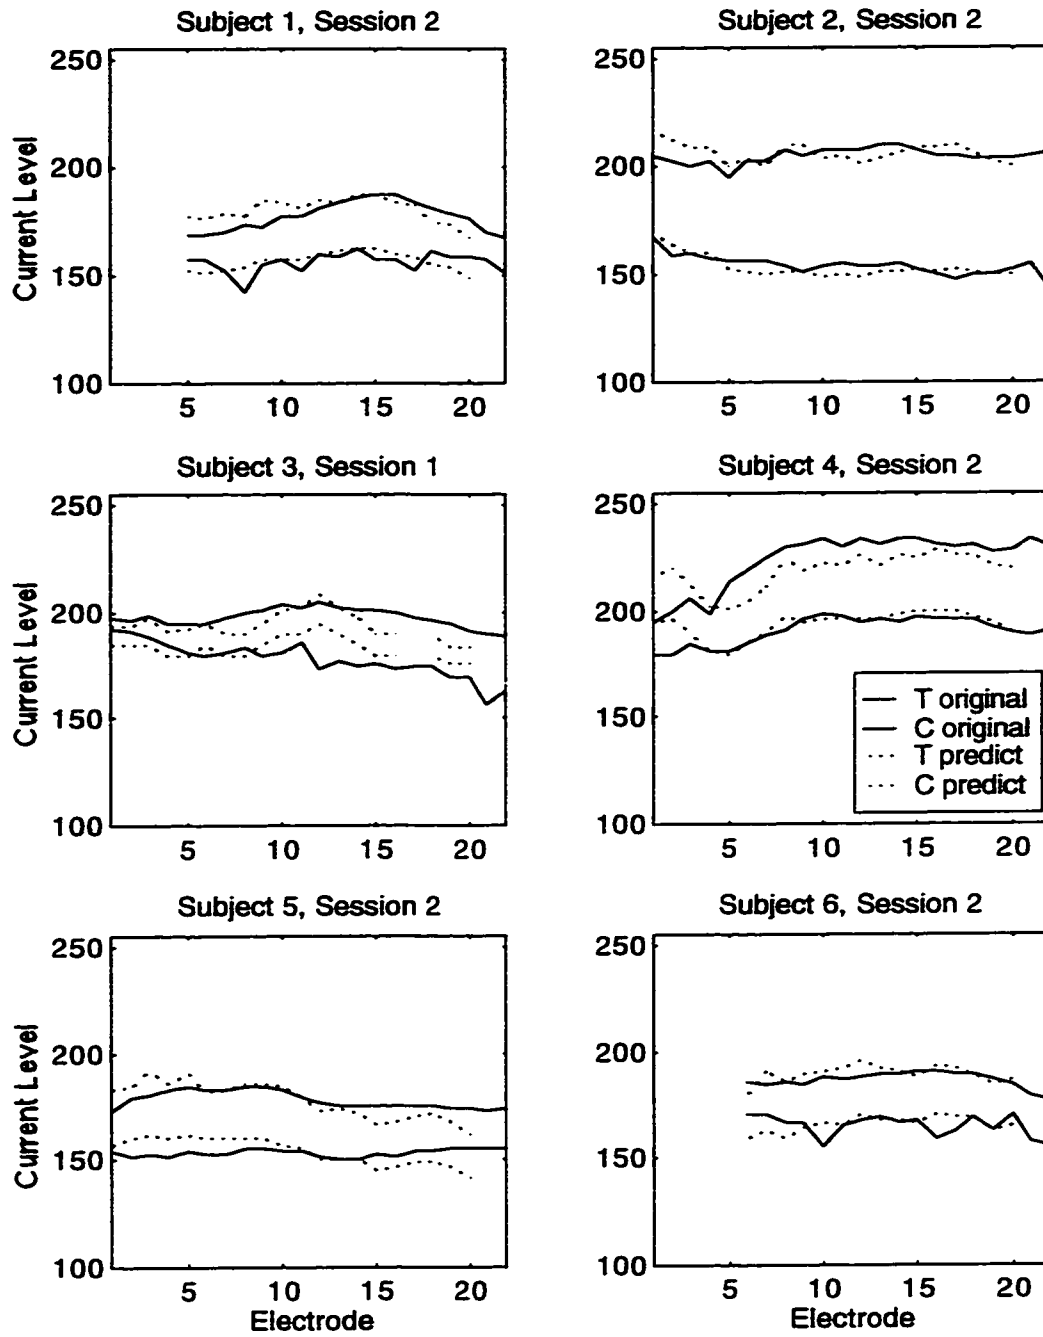 Subject 1, Session 2
250
200
150
100
Current Level
5 10 15 20
Subject 2, Session 2
250
200
150
100
5 10 15 20
Subject 3, Session 1
250
200
150
100
Current Level
5 10 15 20
Subject 4, Session 2
250
200
150
100
T original
C original
T predict
C predict
5 10 15 20
Subject 5, Session 2
250
200
150
100
Current Level
5 10 15 20
Electrode
Subject 6, Session 2
250
200
150
100
5 10 15 20
Electrode